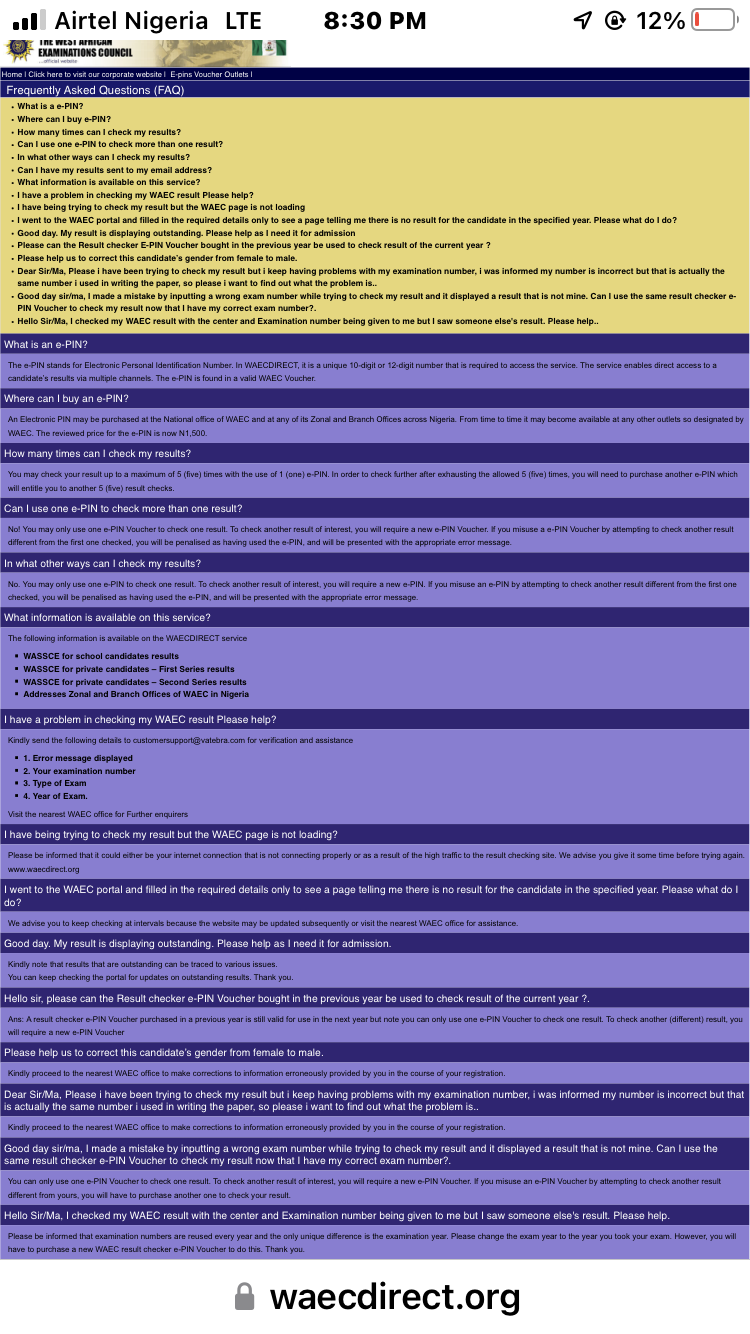 Airtel Nigeria LTE 8:30 PM 12%
THE WEST AFRICAN
EXAMINATIONS COUNCIL
...official website
Home | Click here to visit our corporate website | E-pins Voucher Outlets |
Frequently Asked Questions (FAQ)
• What is a e-PIN?
• Where can I buy e-PIN?
• How many times can I check my results?
• Can I use one e-PIN to check more than one result?
• In what other ways can I check my results?
• Can I have my results sent to my email address?
• What information is available on this service?
• I have a problem in checking my WAEC result Please help?
• I have being trying to check my result but the WAEC page is not loading
• I went to the WAEC portal and filled in the required details only to see a page telling me there is no result for the candidate in the specified year. Please what do I do?
• Good day. My result is displaying outstanding. Please help as I need it for admission
• Please can the Result checker E-PIN Voucher bought in the previous year be used to check result of the current year ?
• Please help us to correct this candidate's gender from female to male.
• Dear Sir/Ma, Please i have been trying to check my result but i keep having problems with my examination number, i was informed my number is incorrect but that is actually the
same number i used in writing the paper, so please i want to find out what the problem is..
• Good day sir/ma, I made a mistake by inputting a wrong exam number while trying to check my result and it displayed a result that is not mine. Can I use the same result checker e-
PIN Voucher to check my result now that I have my correct exam number?.
• Hello Sir/Ma, I checked my WAEC result with the center and Examination number being given to me but I saw someone else's result. Please help..
What is an e-PIN?
The e-PIN stands for Electronic Personal Identification Number. In WAECDIRECT, it is a unique 10-digit or 12-digit number that is required to access the service. The service enables direct access to a
candidate's results via multiple channels. The e-PIN is found in a valid WAEC Voucher.
Where can I buy an e-PIN?
An Electronic PIN may be purchased at the National office of WAEC and at any of its Zonal and Branch Offices across Nigeria. From time to time it may become available at any other outlets so designated by
WAEC. The reviewed price for the e-PIN is now N1,500.
How many times can I check my results?
You may check your result up to a maximum of 5 (five) times with the use of 1 (one) e-PIN. In order to check further after exhausting the allowed 5 (five) times, you will need to purchase another e-PIN which
will entitle you to another 5 (five) result checks.
Can I use one e-PIN to check more than one result?
No! You may only use one e-PIN Voucher to check one result. To check another result of interest, you will require a new e-PIN Voucher. If you misuse a e-PIN Voucher by attempting to check another result
different from the first one checked, you will be penalised as having used the e-PIN, and will be presented with the appropriate error message.
In what other ways can I check my results?
No. You may only use one e-PIN to check one result. To check another result of interest, you will require a new e-PIN. If you misuse an e-PIN by attempting to check another result different from the first one
checked, you will be penalised as having used the e-PIN, and will be presented with the appropriate error message.
What information is available on this service?
The following information is available on the WAECDIRECT service
▪ WASSCE for school candidates results
▪ WASSCE for private candidates – First Series results
▪ WASSCE for private candidates – Second Series results
▪ Addresses Zonal and Branch Offices of WAEC in Nigeria
I have a problem in checking my WAEC result Please help?
Kindly send the following details to customersupport@vatebra.com for verification and assistance
▪ 1. Error message displayed
▪ 2. Your examination number
▪ 3. Type of Exam
▪ 4. Year of Exam.
Visit the nearest WAEC office for Further enquirers
I have being trying to check my result but the WAEC page is not loading?
Please be informed that it could either be your internet connection that is not connecting properly or as a result of the high traffic to the result checking site. We advise you give it some time before trying again.
www.waecdirect.org
I went to the WAEC portal and filled in the required details only to see a page telling me there is no result for the candidate in the specified year. Please what do I
do?
We advise you to keep checking at intervals because the website may be updated subsequently or visit the nearest WAEC office for assistance.
Good day. My result is displaying outstanding. Please help as I need it for admission.
Kindly note that results that are outstanding can be traced to various issues.
You can keep checking the portal for updates on outstanding results. Thank you.
Hello sir, please can the Result checker e-PIN Voucher bought in the previous year be used to check result of the current year ?.
Ans: A result checker e-PIN Voucher purchased in a previous year is still valid for use in the next year but note you can only use one e-PIN Voucher to check one result. To check another (different) result, you
will require a new e-PIN Voucher
Please help us to correct this candidate's gender from female to male.
Kindly proceed to the nearest WAEC office to make corrections to information erroneously provided by you in the course of your registration.
Dear Sir/Ma, Please i have been trying to check my result but i keep having problems with my examination number, i was informed my number is incorrect but that
is actually the same number i used in writing the paper, so please i want to find out what the problem is..
Kindly proceed to the nearest WAEC office to make corrections to information erroneously provided by you in the course of your registration.
Good day sir/ma, I made a mistake by inputting a wrong exam number while trying to check my result and it displayed a result that is not mine. Can I use the
same result checker e-PIN Voucher to check my result now that I have my correct exam number?.
You can only use one e-PIN Voucher to check one result. To check another result of interest, you will require a new e-PIN Voucher. If you misuse an e-PIN Voucher by attempting to check another result
different from yours, you will have to purchase another one to check your result.
Hello Sir/Ma, I checked my WAEC result with the center and Examination number being given to me but I saw someone else's result. Please help.
Please be informed that examination numbers are reused every year and the only unique difference is the examination year. Please change the exam year to the year you took your exam. However, you will
have to purchase a new WAEC result checker e-PIN Voucher to do this. Thank you.
waecdirect.org